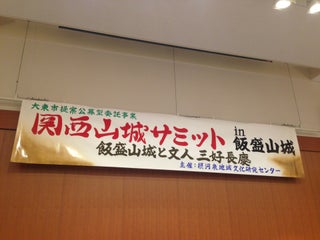 大東市提案公募型委託事業
関西山城サミット in 飯盛山城
飯盛山城と文人 三好長慶
主催:摂河泉地域文化研究センター